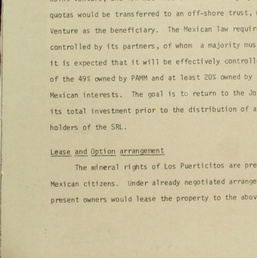 quotas would be transferred to an off-shore trust,
Venture as the beneficiary. The Mexican law requir
controlled by its partners, of whom a majority mus
it is expected that it will be effectively controll
of the 49% owned by PAMM and at least 20% owned by
Mexican interests. The goal is to return to the Jo
its total investment prior to the distribution of a
holders of the SRL.
Lease and Option arrangement
The mineral rights of Los Puerticitos are pre
Mexican citizens. Under already negotiated arrange
present owners would lease the property to the abov